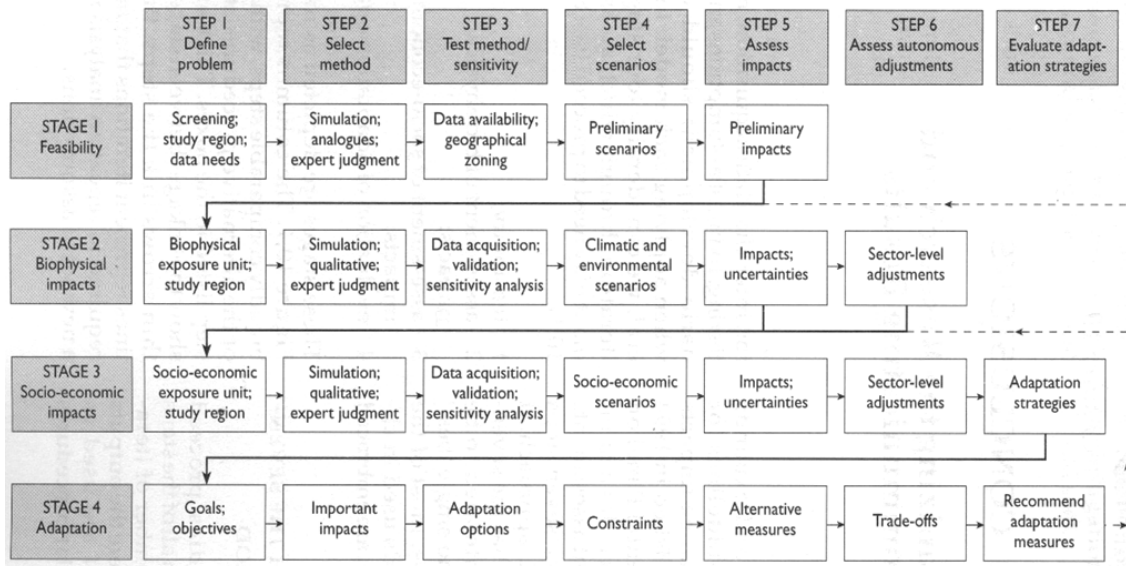 STEP 1
Define
problem
STEP 2
Select
method
STEP 3
Test method/
sensitivity
STEP 4
Select
scenarios
STEP 5
Assess
impacts
STEP 6
Assess autonomous
adjustments
STEP 7
Evaluate adapt-
ation strategies
STAGE 1
Feasibility
Screening;
study region;
data needs
Simulation;
analogues;
expert judgment
Data availability;
geographical
zoning
Preliminary
scenarios
Preliminary
impacts
STAGE 2
Biophysical
impacts
Biophysical
exposure unit;
study region
Simulation;
qualitative;
expert judgment
Data acquisition;
validation;
sensitivity analysis
Climatic and
environmental
scenarios
Impacts;
uncertainties
Sector-level
adjustments
STAGE 3
Socio-economic
impacts
Socio-economic
exposure unit;
study region
Simulation;
qualitative;
expert judgment
Data acquisition;
validation;
sensitivity analysis
Socio-economic
scenarios
Impacts;
uncertainties
Sector-level
adjustments
Adaptation
strategies
STAGE 4
Adaptation
Goals;
objectives
Important
impacts
Adaptation
options
Constraints
Alternative
measures
Trade-offs
Recommend
adaptation
measures